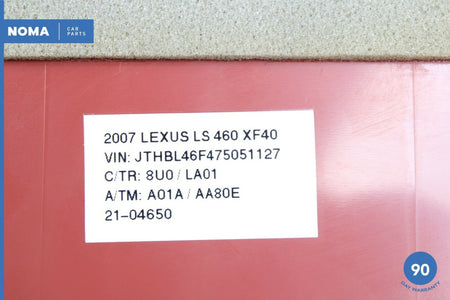 NOMA CAR
PARTS
2007 LEXUS LS 460 XF40
VIN: JTHBL46F475051127
C/TR: 8U0 / LA01
A/TM: A01A / AA80E
21-04650
90
DAY WARRANTY